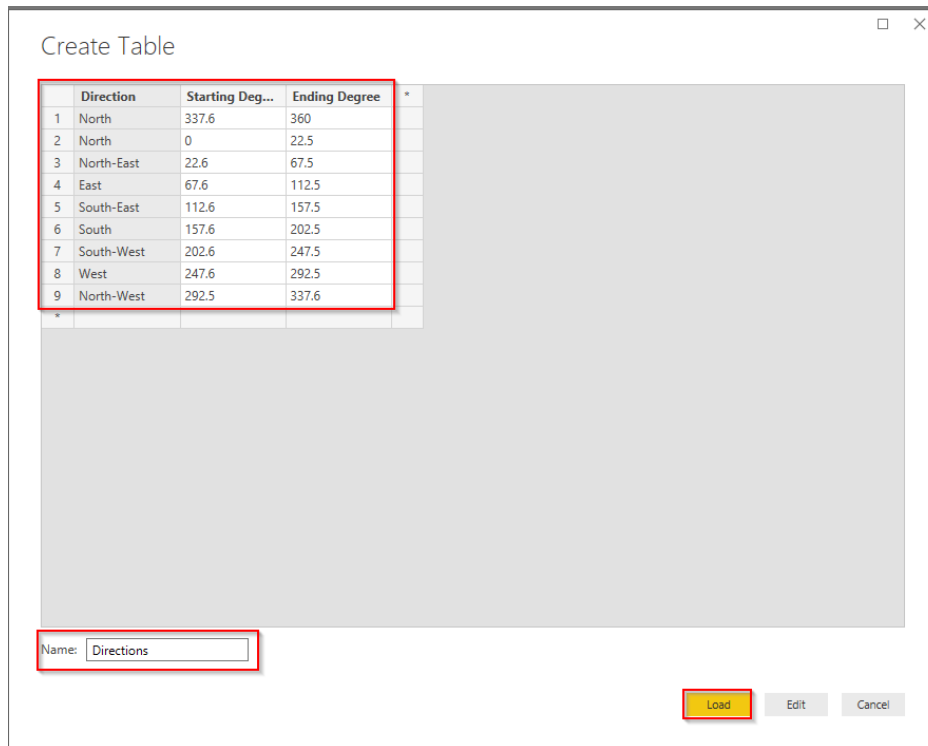 Create Table
Direction Starting Deg... Ending Degree *
1 North 337.6 360
2 North 0 22.5
3 North-East 22.6 67.5
4 East 67.6 112.5
5 South-East 112.6 157.5
6 South 157.6 202.5
7 South-West 202.6 247.5
8 West 247.6 292.5
9 North-West 292.5 337.6
*
Name: Directions
Load Edit Cancel